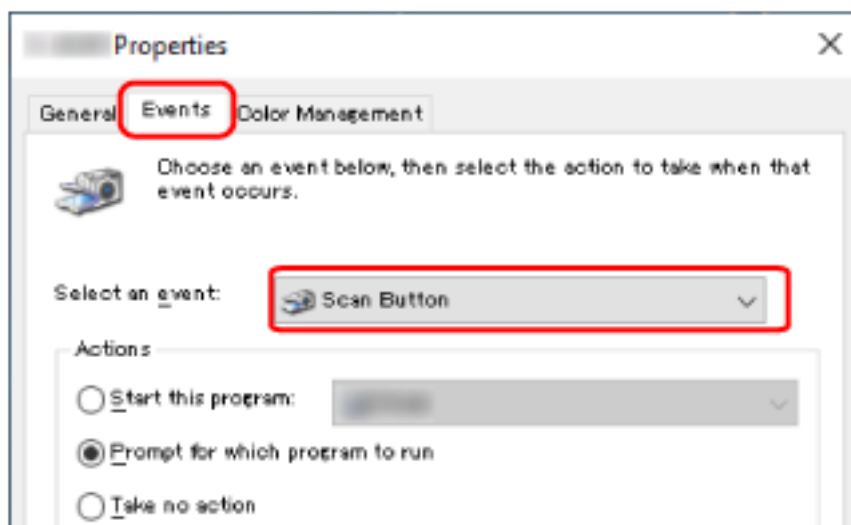 Properties
General Events Color Management
Choose an event below, then select the action to take when that
event occurs.
Select an event: Scan Button
Actions
Start this program:
Prompt for which program to run
Take no action